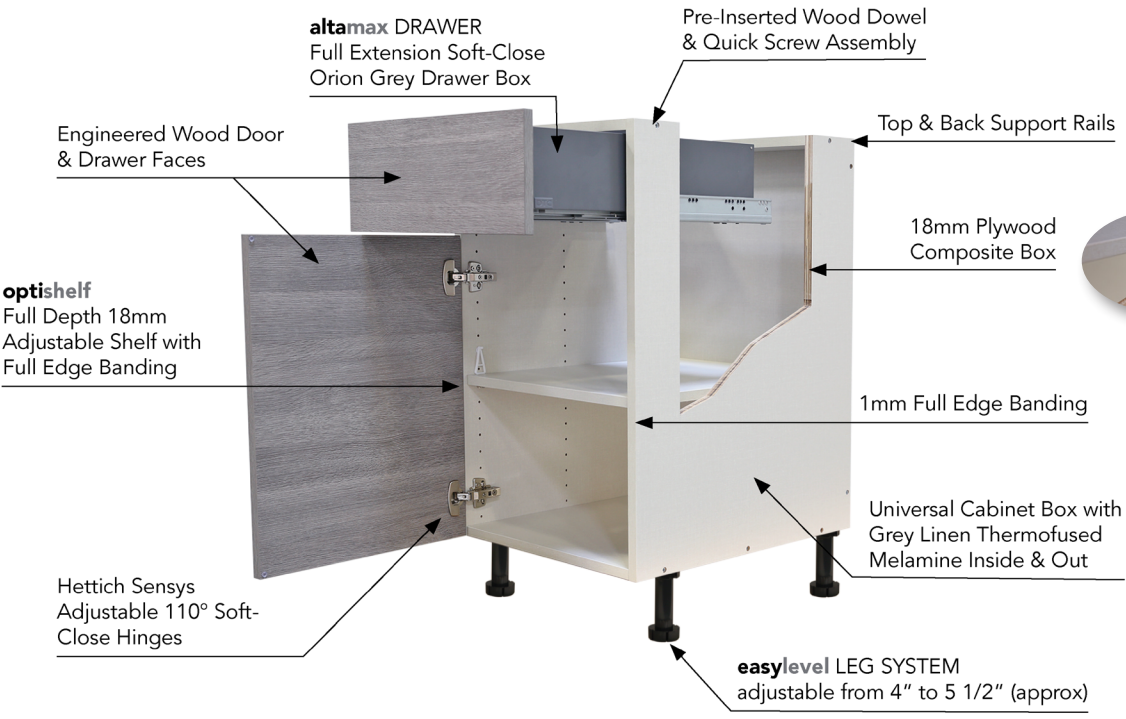 altamax DRAWER
Full Extension Soft-Close
Orion Grey Drawer Box
Pre-Inserted Wood Dowel
& Quick Screw Assembly
Engineered Wood Door
& Drawer Faces
Top & Back Support Rails
18mm Plywood
Composite Box
optishelf
Full Depth 18mm
Adjustable Shelf with
Full Edge Banding
1mm Full Edge Banding
Universal Cabinet Box with
Grey Linen Thermofused
Melamine Inside & Out
Hettich Sensys
Adjustable 110° Soft-
Close Hinges
easylevel LEG SYSTEM
adjustable from 4” to 5 1/2” (approx)